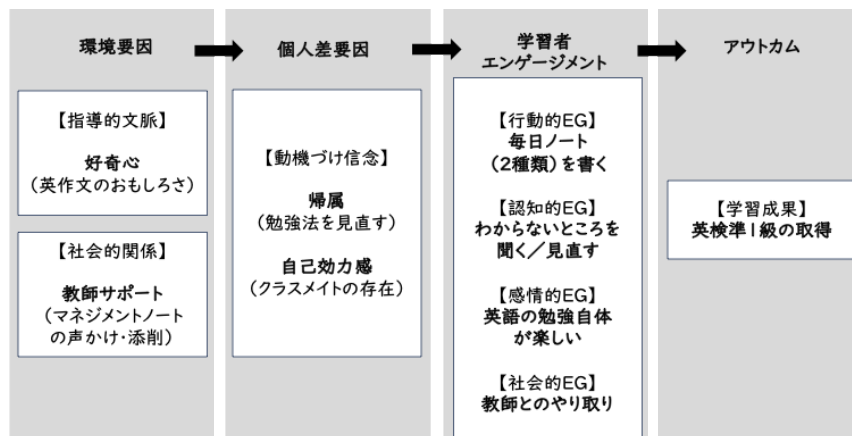 環境要因
【指導的文脈】
好奇心
（英作文のおもしろさ）
【社会的関係】
教師サポート
（マネジメントノート
の声かけ・添削）
個人差要因
【動機づけ信念】
帰属
（勉強法を見直す）
自己効力感
（クラスメイトの存在）
学習者
エンゲージメント
【行動的EG】
毎日ノート
（2種類）を書く
【認知的EG】
わからないところを
聞く／見直す
【感情的EG】
英語の勉強自体
が楽しい
【社会的EG】
教師とのやり取り
アウトカム
【学習成果】
英検準1級の取得